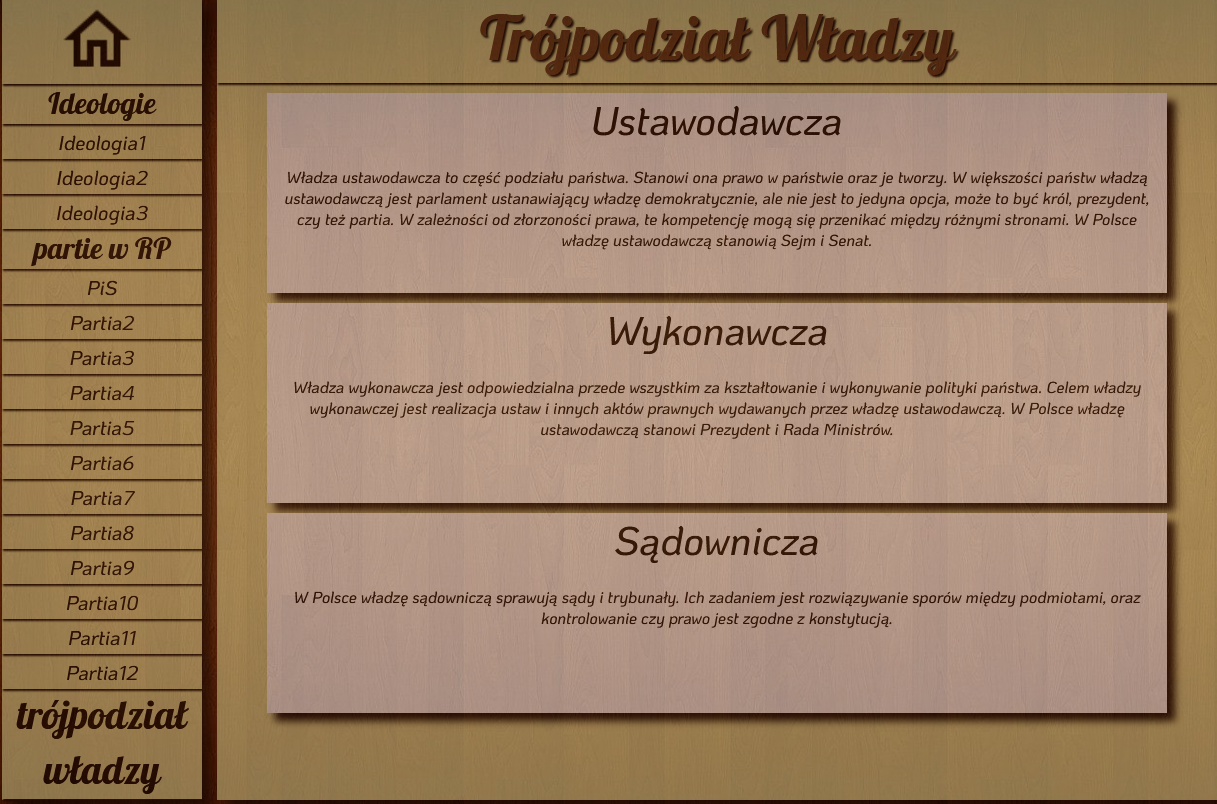 Trójpodział Władzy
Ideologie
Ideologia1
Ideologia2
Ideologia3
partie w RP
PiS
Partia2
Partia3
Partia4
Partia5
Partia6
Partia7
Partia8
Partia9
Partia10
Partia11
Partia12
trójpodział
władzy
Ustawodawcza
Władza ustawodawcza to część podziału państwa. Stanowi ona prawo w państwie oraz je tworzy. W większości państw władzą
ustawodawczą jest parlament ustanawiający władzę demokratycznie, ale nie jest to jedyna opcja, może to być król, prezydent,
czy też partia. W zależności od złorzoności prawa, te kompetencję mogą się przenikać między różnymi stronami. W Polsce
władzę ustawodawczą stanowią Sejm i Senat.
Wykonawcza
Władza wykonawcza jest odpowiedzialna przede wszystkim za kształtowanie i wykonywanie polityki państwa. Celem władzy
wykonawczej jest realizacja ustaw i innych aktów prawnych wydawanych przez władzę ustawodawczą. W Polsce władzę
ustawodawczą stanowi Prezydent i Rada Ministrów.
Sądownicza
W Polsce władzę sądowniczą sprawują sądy i trybunały. Ich zadaniem jest rozwiązywanie sporów między podmiotami, oraz
kontrolowanie czy prawo jest zgodne z konstytucją.